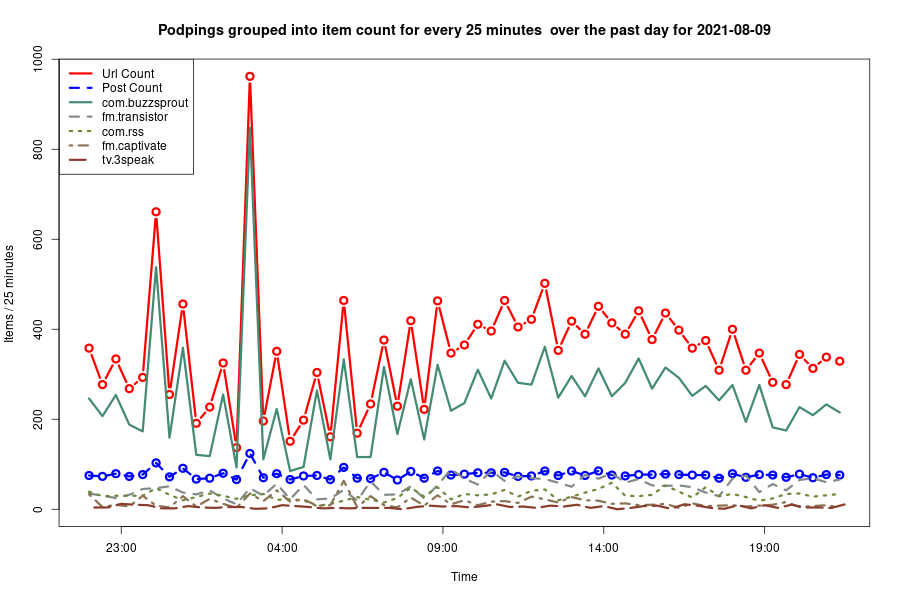 Podpings grouped into item count for every 25 minutes  over the past day for 2021-08-09
Url Count
Post Count
com.buzzsprout
fm.transistor
com.rss
fm.captivate
tv.3speak
Items / 25 minutes
1000
800
600
400
200
0
23:00
04:00
09:00
14:00
19:00
Time